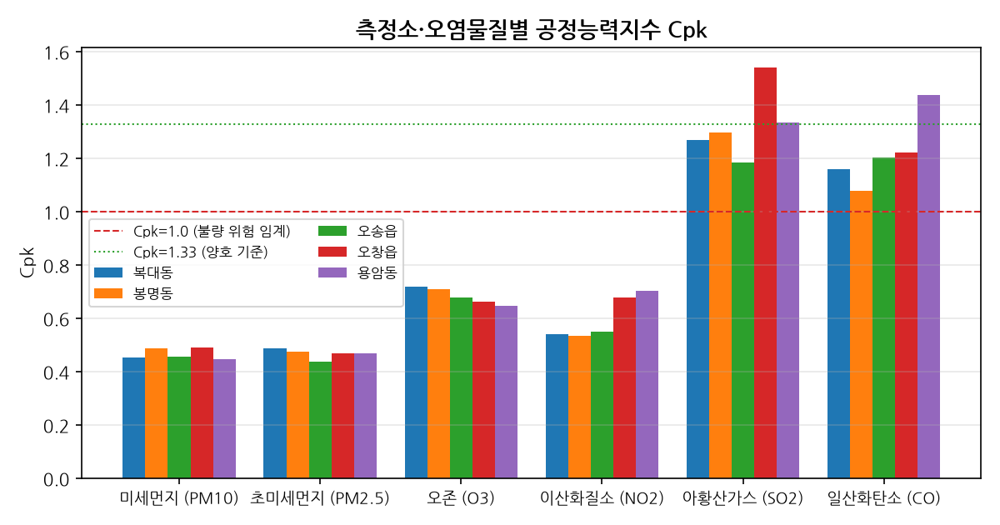 측정소·오염물질별 공정능력지수 Cpk
Cpk
1.6
1.4
1.2
1.0
0.8
0.6
0.4
0.2
0.0
Cpk=1.0 (불량 위험 임계)
Cpk=1.33 (양호 기준)
복대동
봉명동
오송읍
오창읍
용암동
미세먼지 (PM10) 초미세먼지 (PM2.5) 오존 (O3) 이산화질소 (NO2) 아황산가스 (SO2) 일산화탄소 (CO)